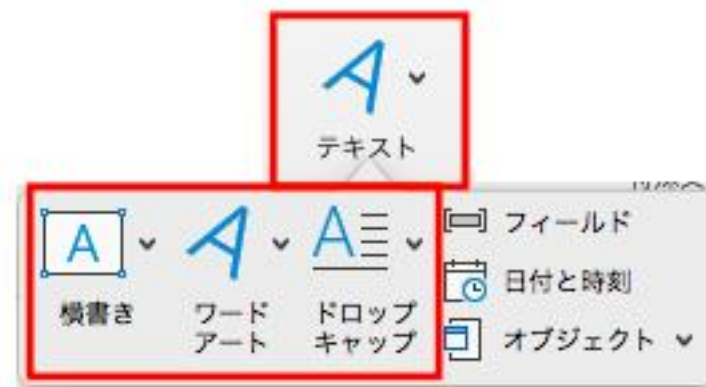 テキスト
横書き
ワード
アート
ドロップ
キャップ
フィールド
日付と時刻
オブジェクト